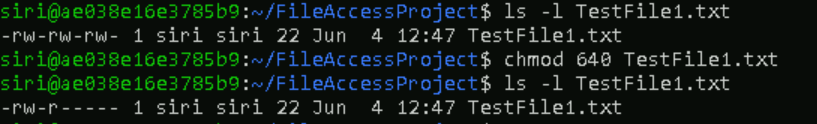 siri@ae038e16e3785b9:~/FileAccessProject$ ls -l TestFile1.txt
-rw-rw-rw- 1 siri siri 22 Jun  4 12:47 TestFile1.txt
siri@ae038e16e3785b9:~/FileAccessProject$ chmod 640 TestFile1.txt
siri@ae038e16e3785b9:~/FileAccessProject$ ls -l TestFile1.txt
-rw-r----- 1 siri siri 22 Jun  4 12:47 TestFile1.txt